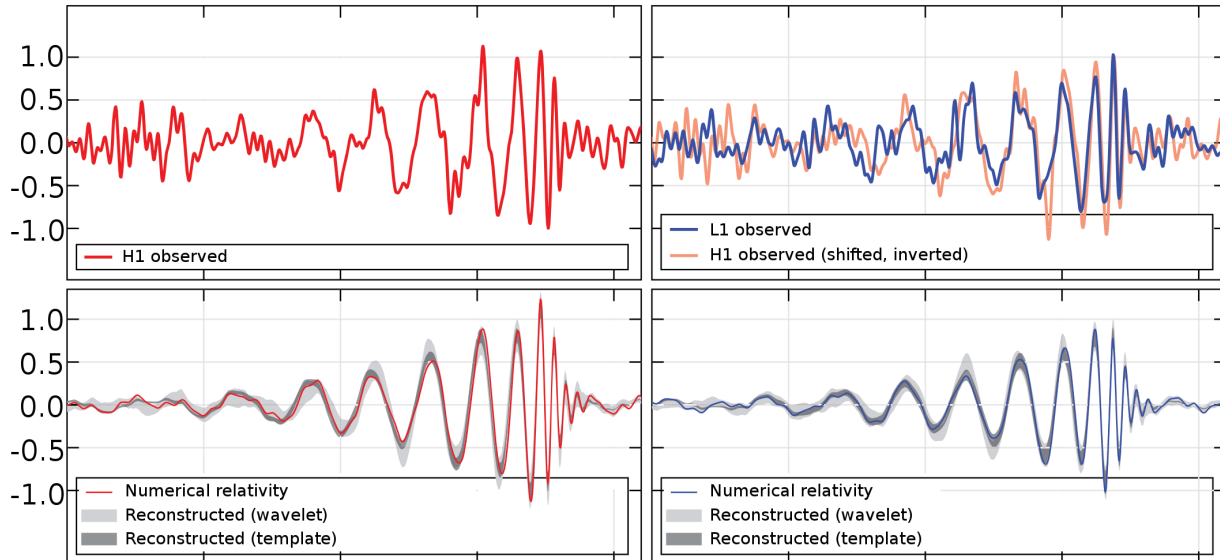 1.0
0.5
0.0
-0.5
-1.0
H1 observed
L1 observed
H1 observed (shifted, inverted)
1.0
0.5
0.0
-0.5
-1.0
Numerical relativity
Reconstructed (wavelet)
Reconstructed (template)
Numerical relativity
Reconstructed (wavelet)
Reconstructed (template)